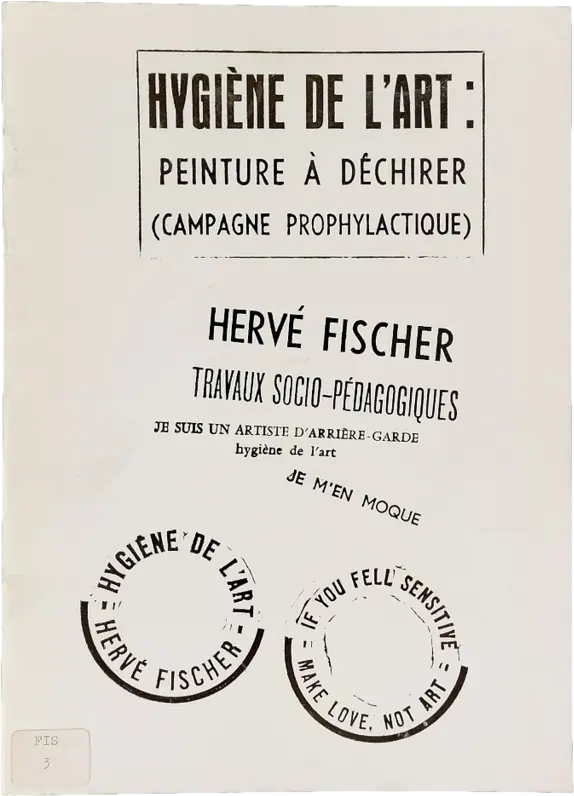 HYGIÈNE DE L'ART :
PEINTURE À DÉCHIRER
(CAMPAGNE PROPHYLACTIQUE)
HERVÉ FISCHER
TRAVAUX SOCIO-PÉDAGOGIQUES
JE SUIS UN ARTISTE D'ARRIÈRE-GARDE
hygiène de l'art
JE M'EN MOQUE
= HYGIÈNE DE L'ART =
HERVÉ FISCHER
= IF YOU FELL SENSITIVE =
MAKE LOVE, NOT ART
FIS
3